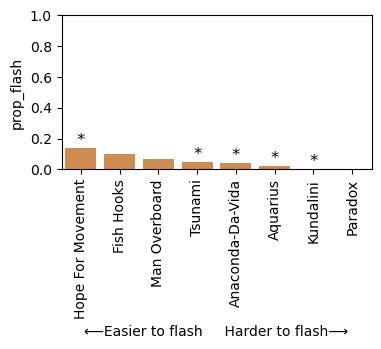 1.0
0.8
0.6
0.4
0.2
0.0
prop_flash
* * * * * *
Hope For Movement
Fish Hooks
Man Overboard
Tsunami
Anaconda-Da-Vida
Aquarius
Kundalini
Paradox
⟵Easier to flash Harder to flash⟶